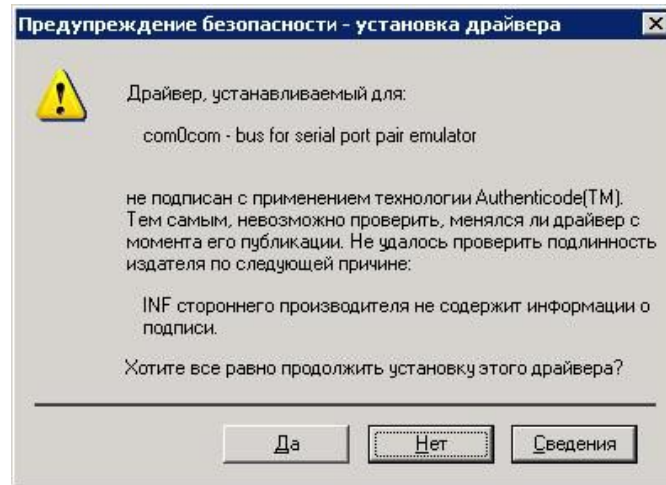 Предупреждение безопасности - установка драйвера
Драйвер, устанавливаемый для:
com0com - bus for serial port pair emulator
не подписан с применением технологии Authenticode(TM).
Тем самым, невозможно проверить, менялся ли драйвер с
момента его публикации. Не удалось проверить подлинность
издателя по следующей причине:
INF стороннего производителя не содержит информации о
подписи.
Хотите все равно продолжить установку этого драйвера?
Да Нет Сведения